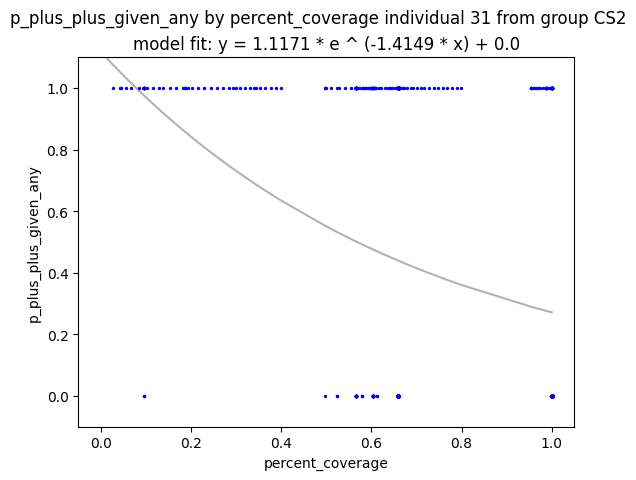 p_plus_plus_given_any by percent_coverage individual 31 from group CS2
model fit: y = 1.1171 * e ^ (-1.4149 * x) + 0.0
1.0
0.8
0.6
0.4
0.2
0.0
p_plus_plus_given_any
0.0 0.2 0.4 0.6 0.8 1.0
percent_coverage